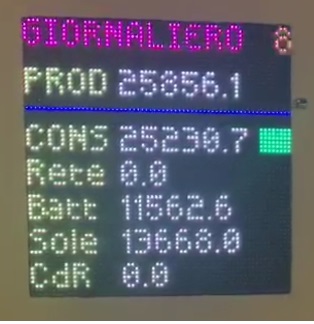 GIORNALIERO 8
PROD 25856.1
CONS 25230.7
Rete 0.0
Batt 11562.6
Sole 13668.0
CdR 0.0